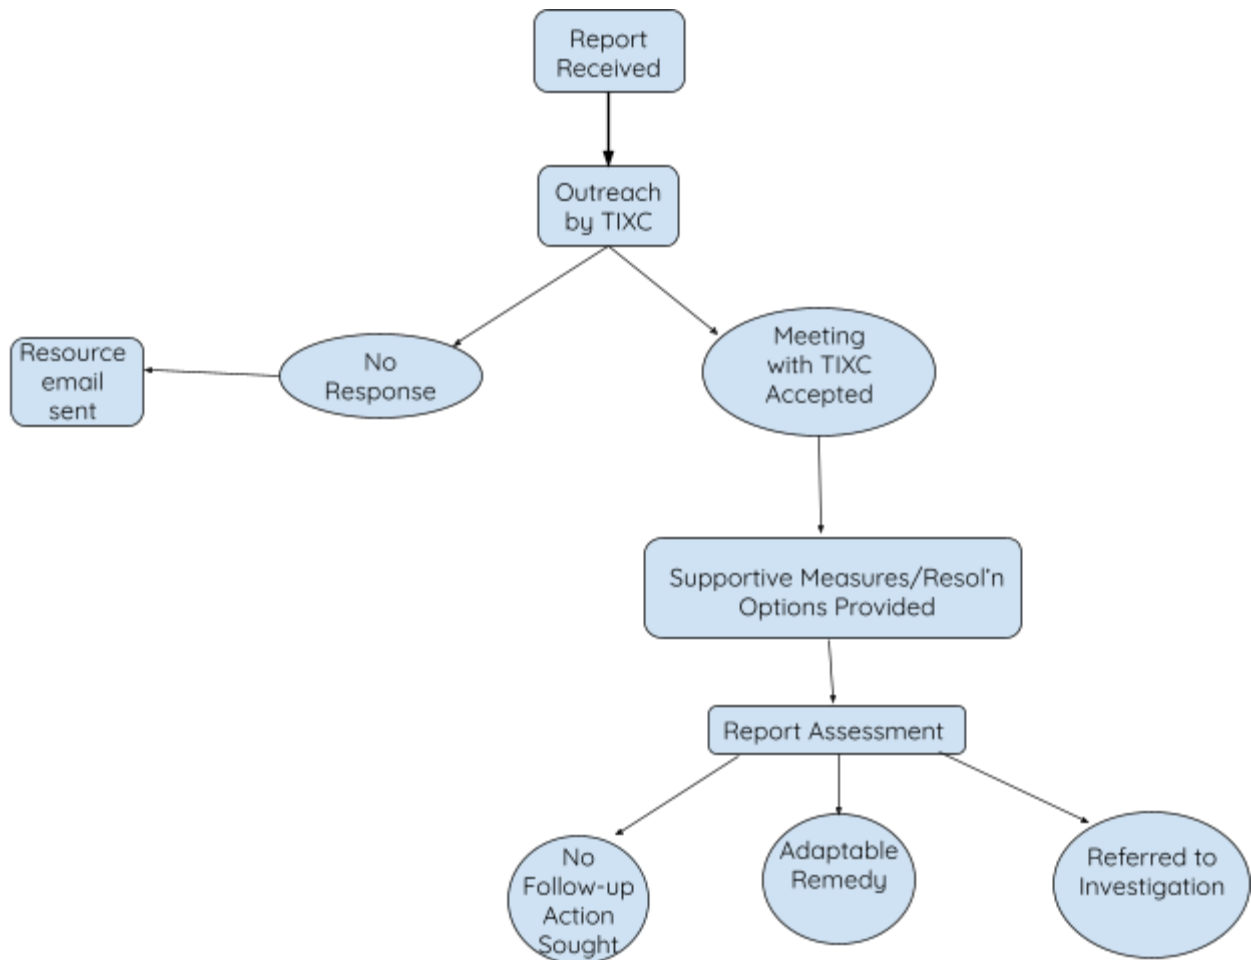 Report
Received
Outreach
by TIXC
No
Response
Resource
email
sent
Meeting
with TIXC
Accepted
Supportive Measures/Resol'n
Options Provided
Report Assessment
No
Follow-up
Action
Sought
Adaptable
Remedy
Referred to
Investigation